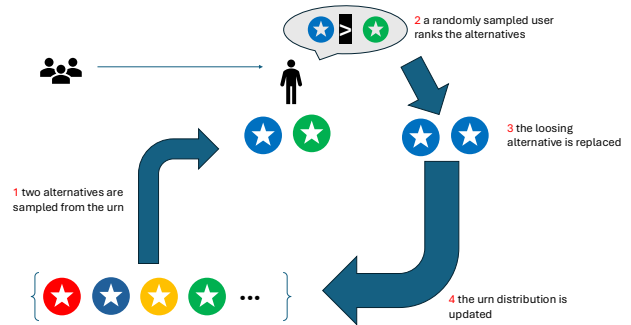 2 a randomly sampled user
ranks the alternatives
>
3 the loosing
alternative is replaced
1 two alternatives are
sampled from the urn
{ ... }
4 the urn distribution is
updated